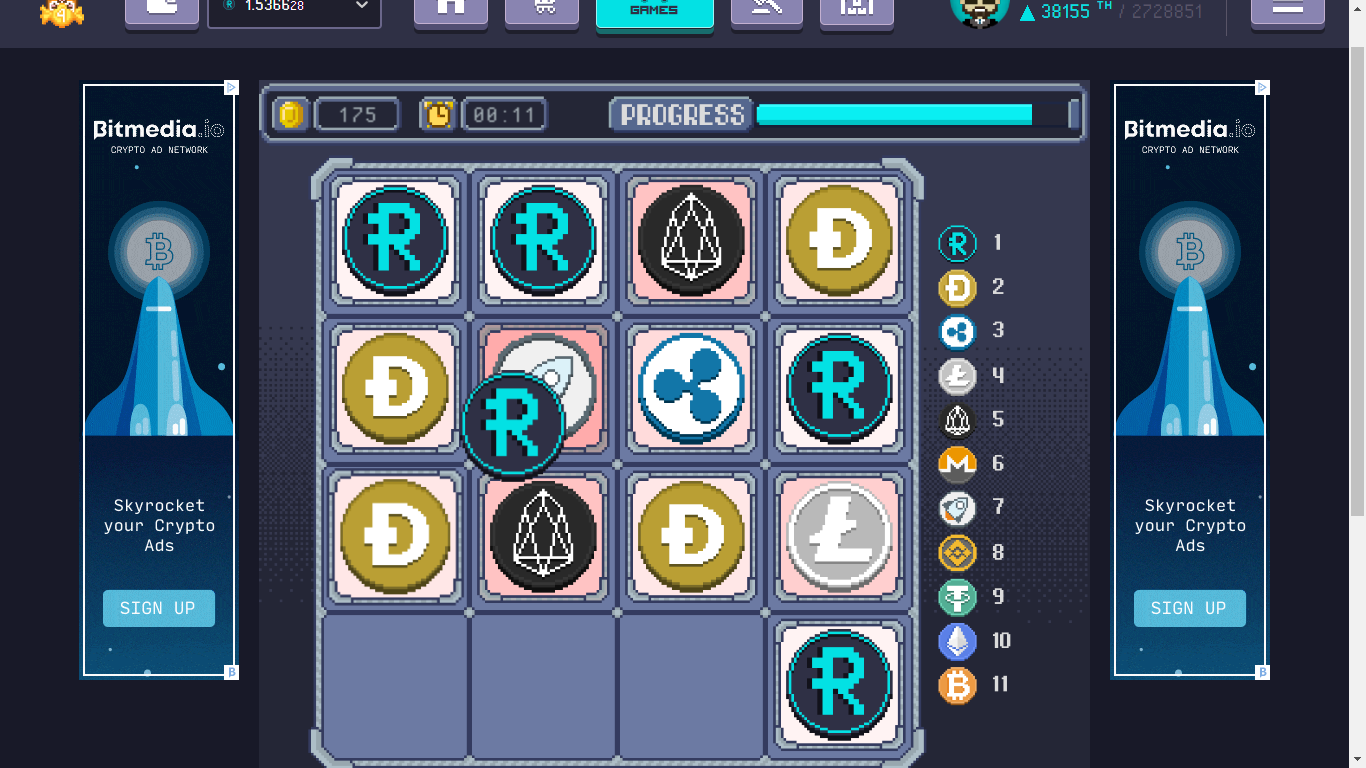 1.536628
GAMES
38155 TH / 2728851
Bitmedia.io
CRYPTO AD NETWORK
Skyrocket
your Crypto
Ads
SIGN UP
175
00:11
PROGRESS
1
2
3
4
5
6
7
8
9
10
11
Bitmedia.io
CRYPTO AD NETWORK
Skyrocket
your Crypto
Ads
SIGN UP